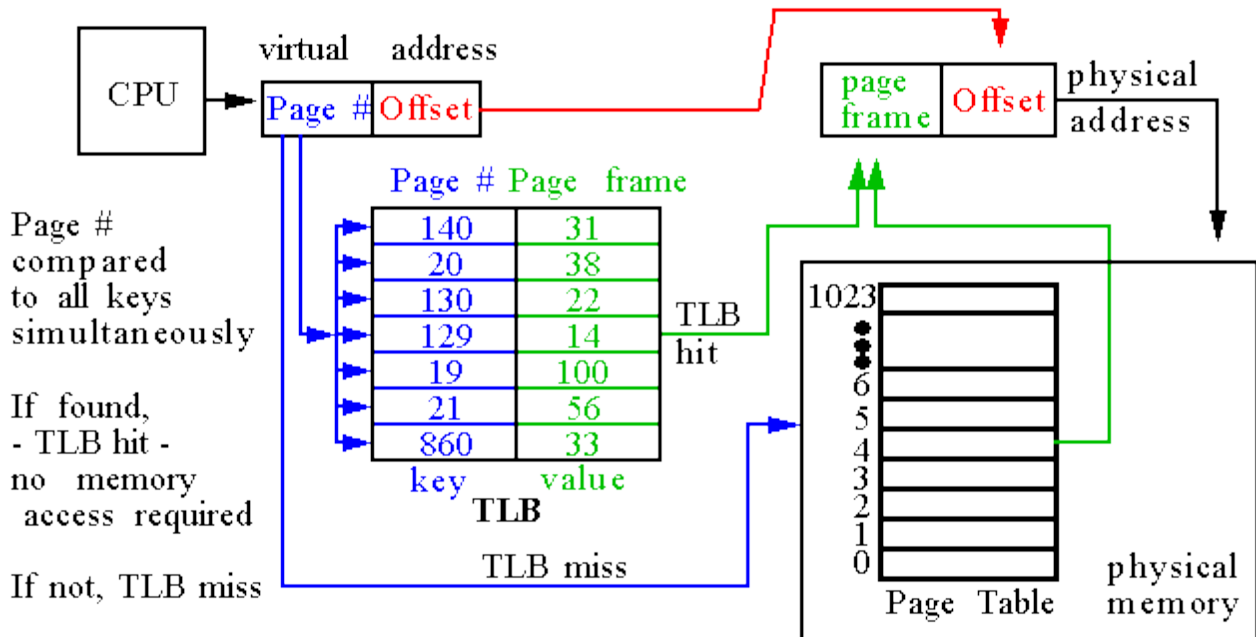 CPU
virtual address
Page # Offset
page frame Offset
physical address
Page # Page frame
140 31
20 38
130 22
129 14
19 100
21 56
860 33
key value
TLB
TLB hit
Page #
compared
to all keys
simultaneously
If found,
- TLB hit -
no memory
access required
If not, TLB miss
TLB miss
1023
6
5
4
3
2
1
0
Page Table
physical
memory